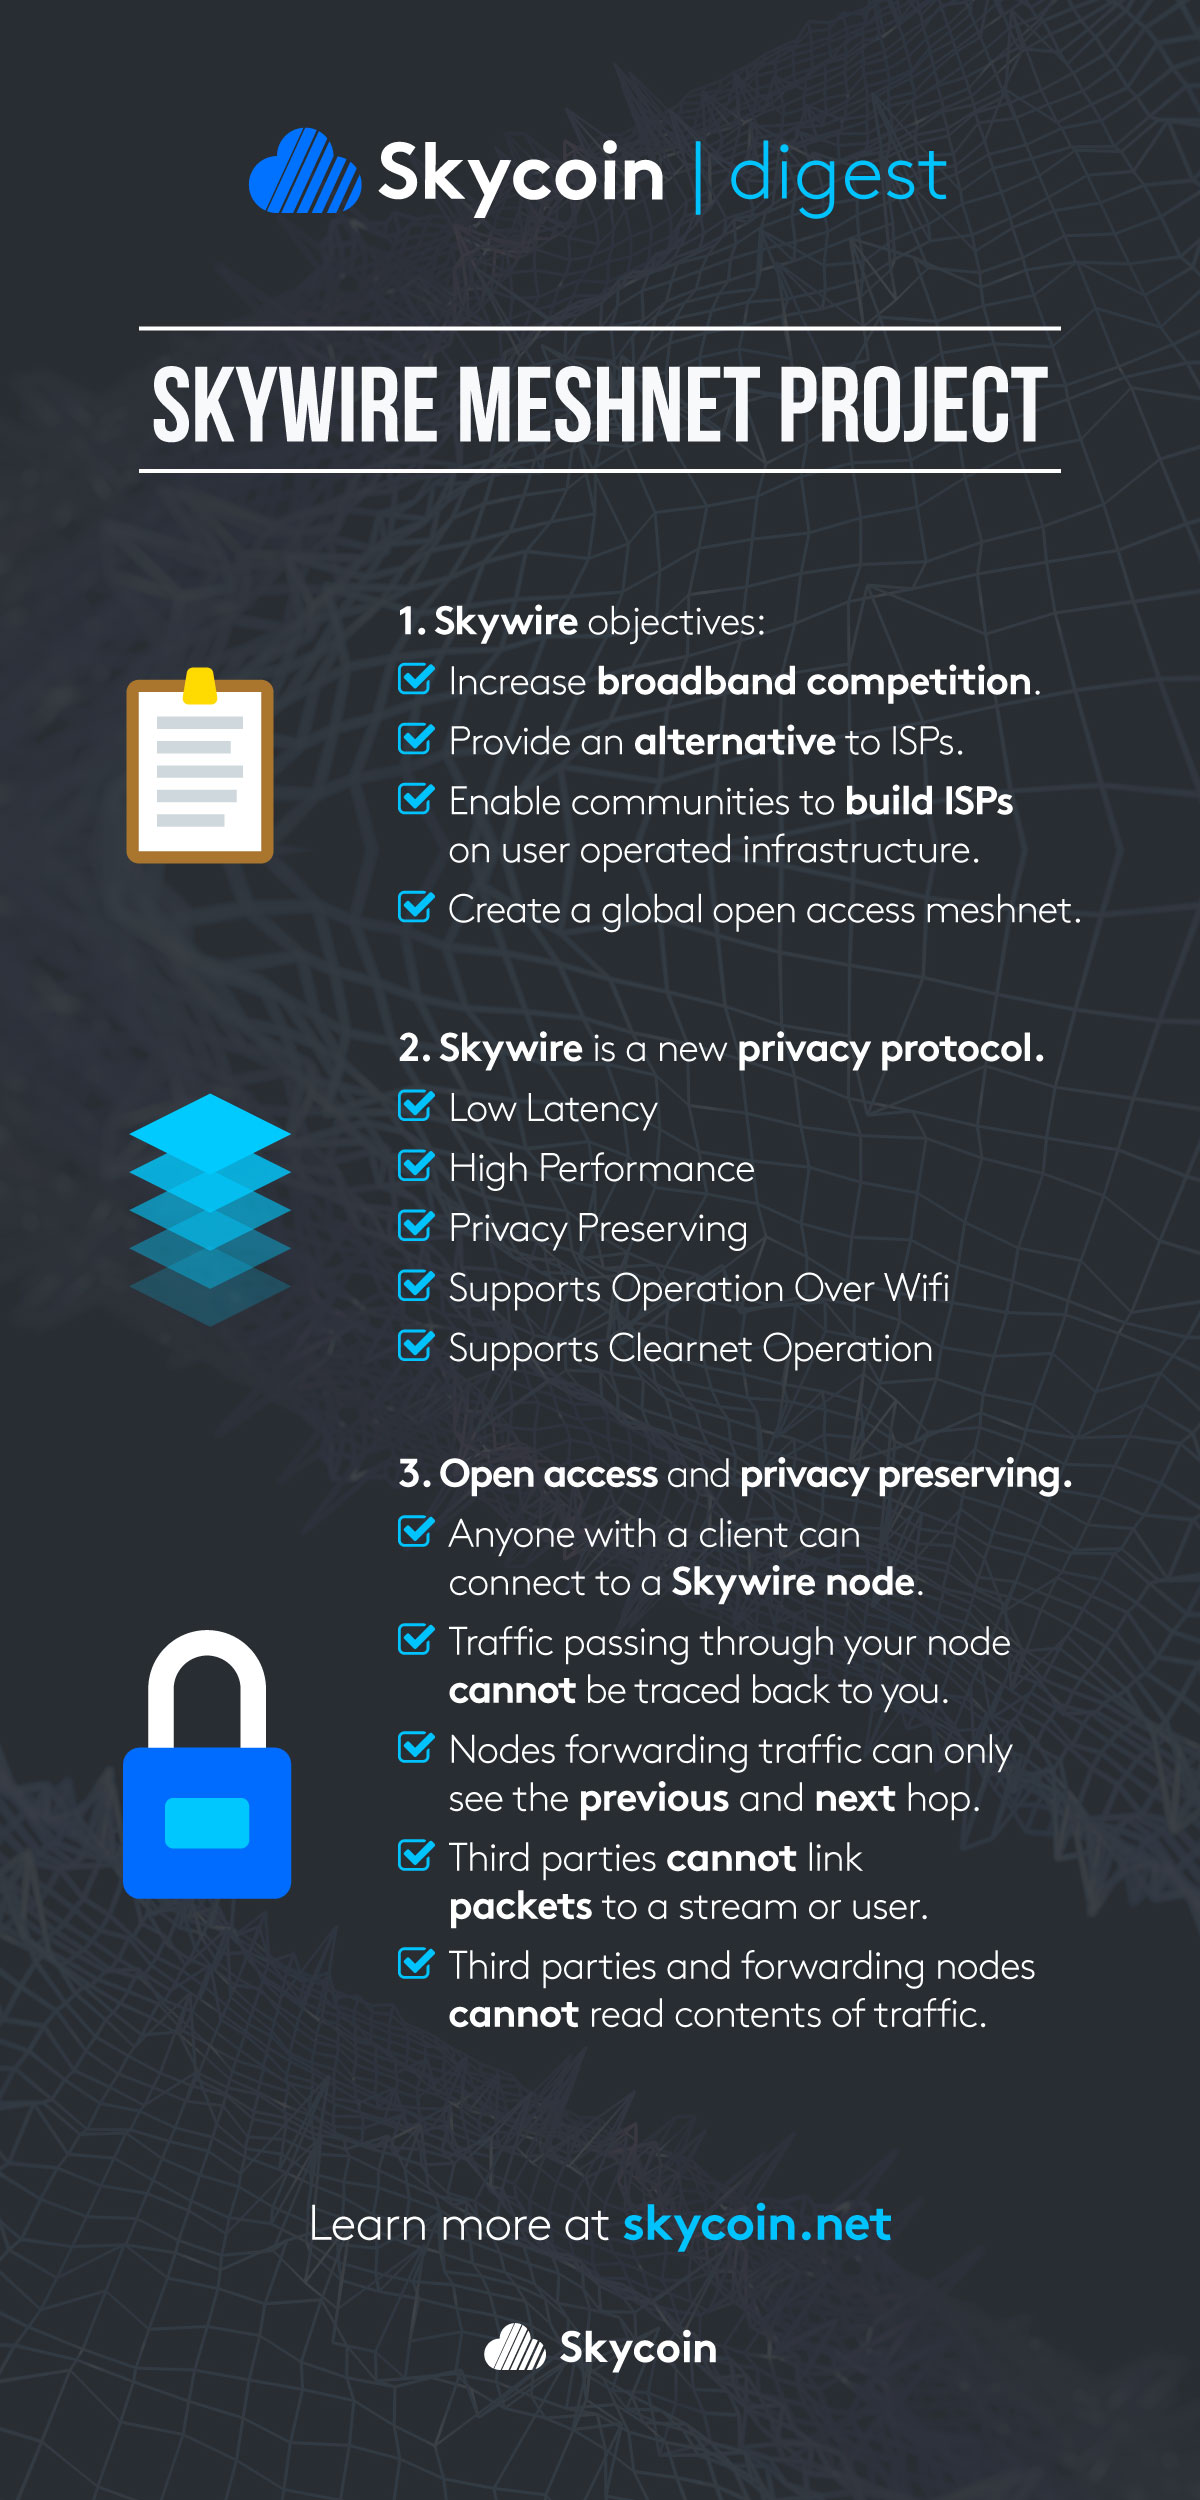 Skycoin | digest
SKYWIRE MESHNET PROJECT
1. Skywire objectives:
Increase broadband competition.
Provide an alternative to ISPs.
Enable communities to build ISPs
on user operated infrastructure.
Create a global open access meshnet.
2. Skywire is a new privacy protocol.
Low Latency
High Performance
Privacy Preserving
Supports Operation Over Wifi
Supports Clearnet Operation
3. Open access and privacy preserving.
Anyone with a client can
connect to a Skywire node.
Traffic passing through your node
cannot be traced back to you.
Nodes forwarding traffic can only
see the previous and next hop.
Third parties cannot link
packets to a stream or user.
Third parties and forwarding nodes
cannot read contents of traffic.
Learn more at skycoin.net
Skycoin